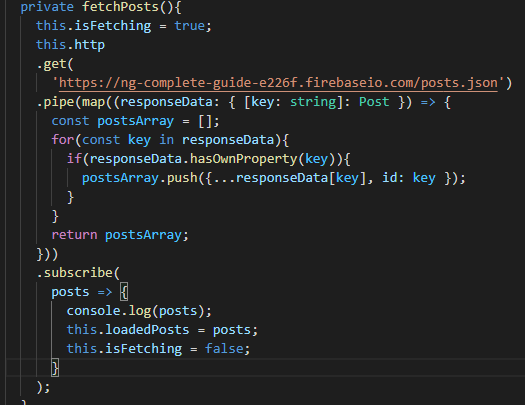 private fetchPosts(){
this.isFetching = true;
this.http
.get(
'https://ng-complete-guide-e226f.firebaseio.com/posts.json')
.pipe(map((responseData: { [key: string]: Post }) => {
const postsArray = [];
for(const key in responseData){
if(responseData.hasOwnProperty(key)){
postsArray.push({...responseData[key], id: key });
}
}
return postsArray;
}))
.subscribe(
posts => {
console.log(posts);
this.loadedPosts = posts;
this.isFetching = false;
}
);